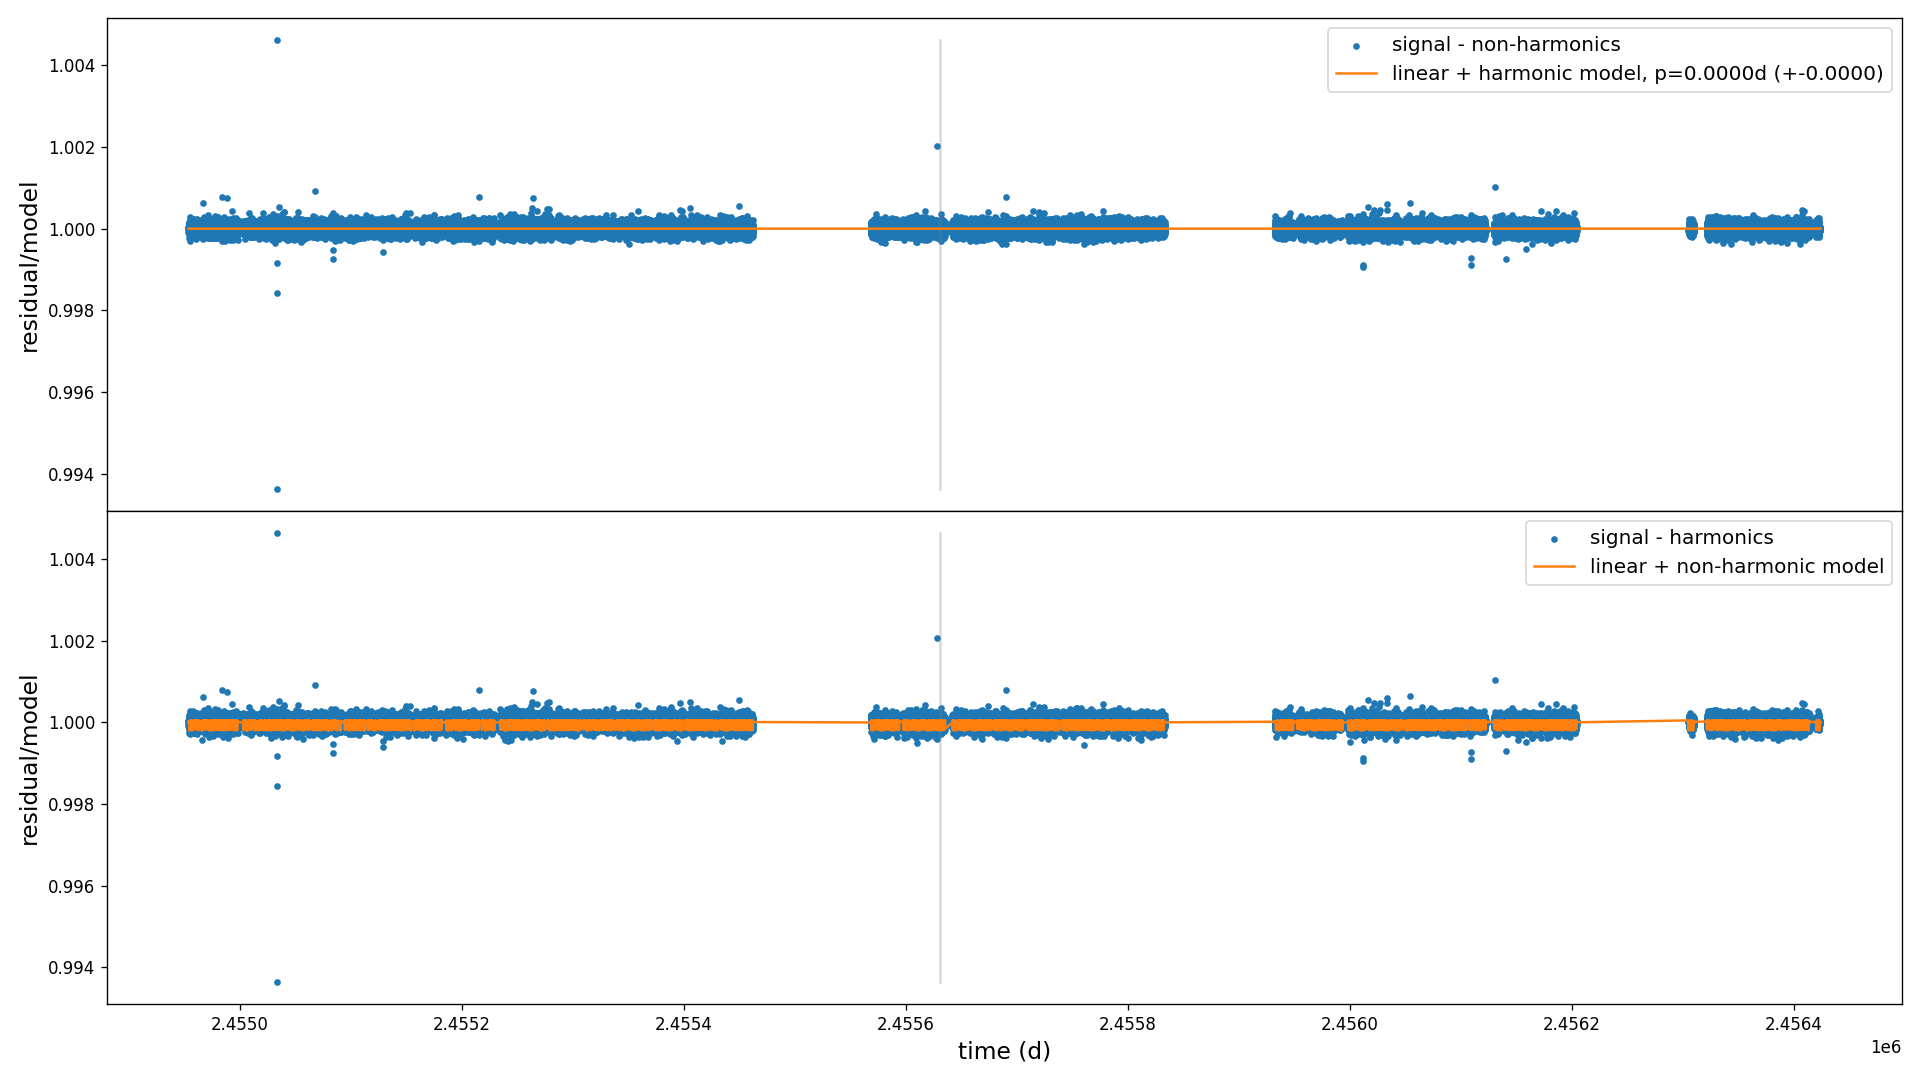 signal - non-harmonics
linear + harmonic model, p=0.0000d (+-0.0000)
1.004
1.002
1.000
0.998
0.996
0.994
residual/model
signal - harmonics
linear + non-harmonic model
1.004
1.002
1.000
0.998
0.996
0.994
residual/model
2.4550 2.4552 2.4554 2.4556 2.4558 2.4560 2.4562 2.4564
1e6
time (d)